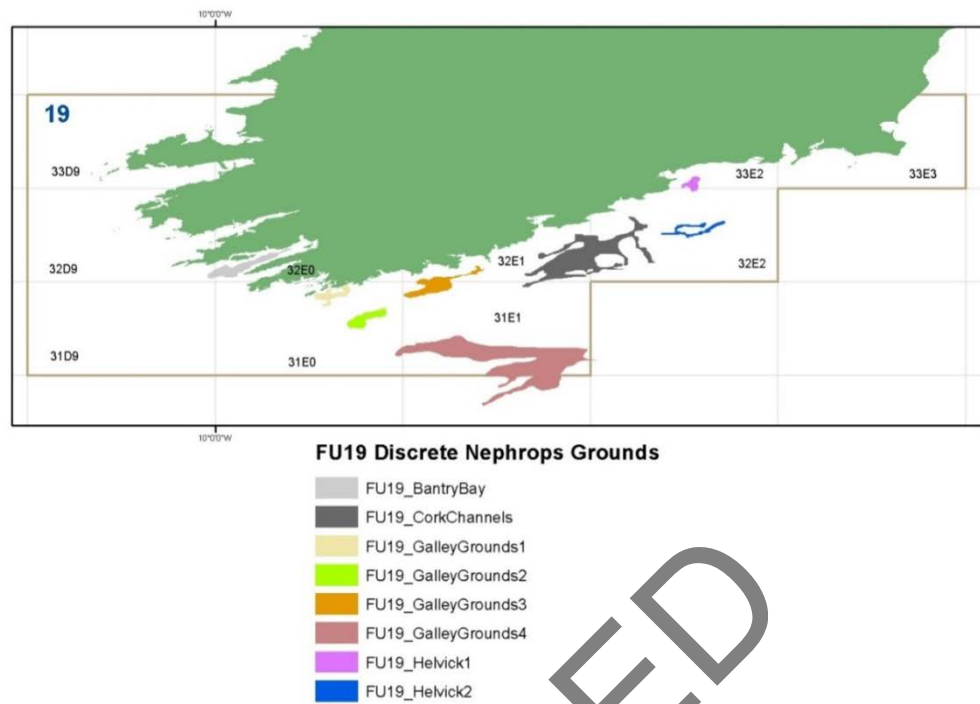 10°0'0"W
19
33D9
33E2
33E3
32D9
32E0
32E1
32E2
31E1
31D9
31E0
10°0'0"W
FU19 Discrete Nephrops Grounds
FU19_BantryBay
FU19_CorkChannels
FU19_GalleyGrounds1
FU19_GalleyGrounds2
FU19_GalleyGrounds3
FU19_GalleyGrounds4
FU19_Helvick1
FU19_Helvick2
ED